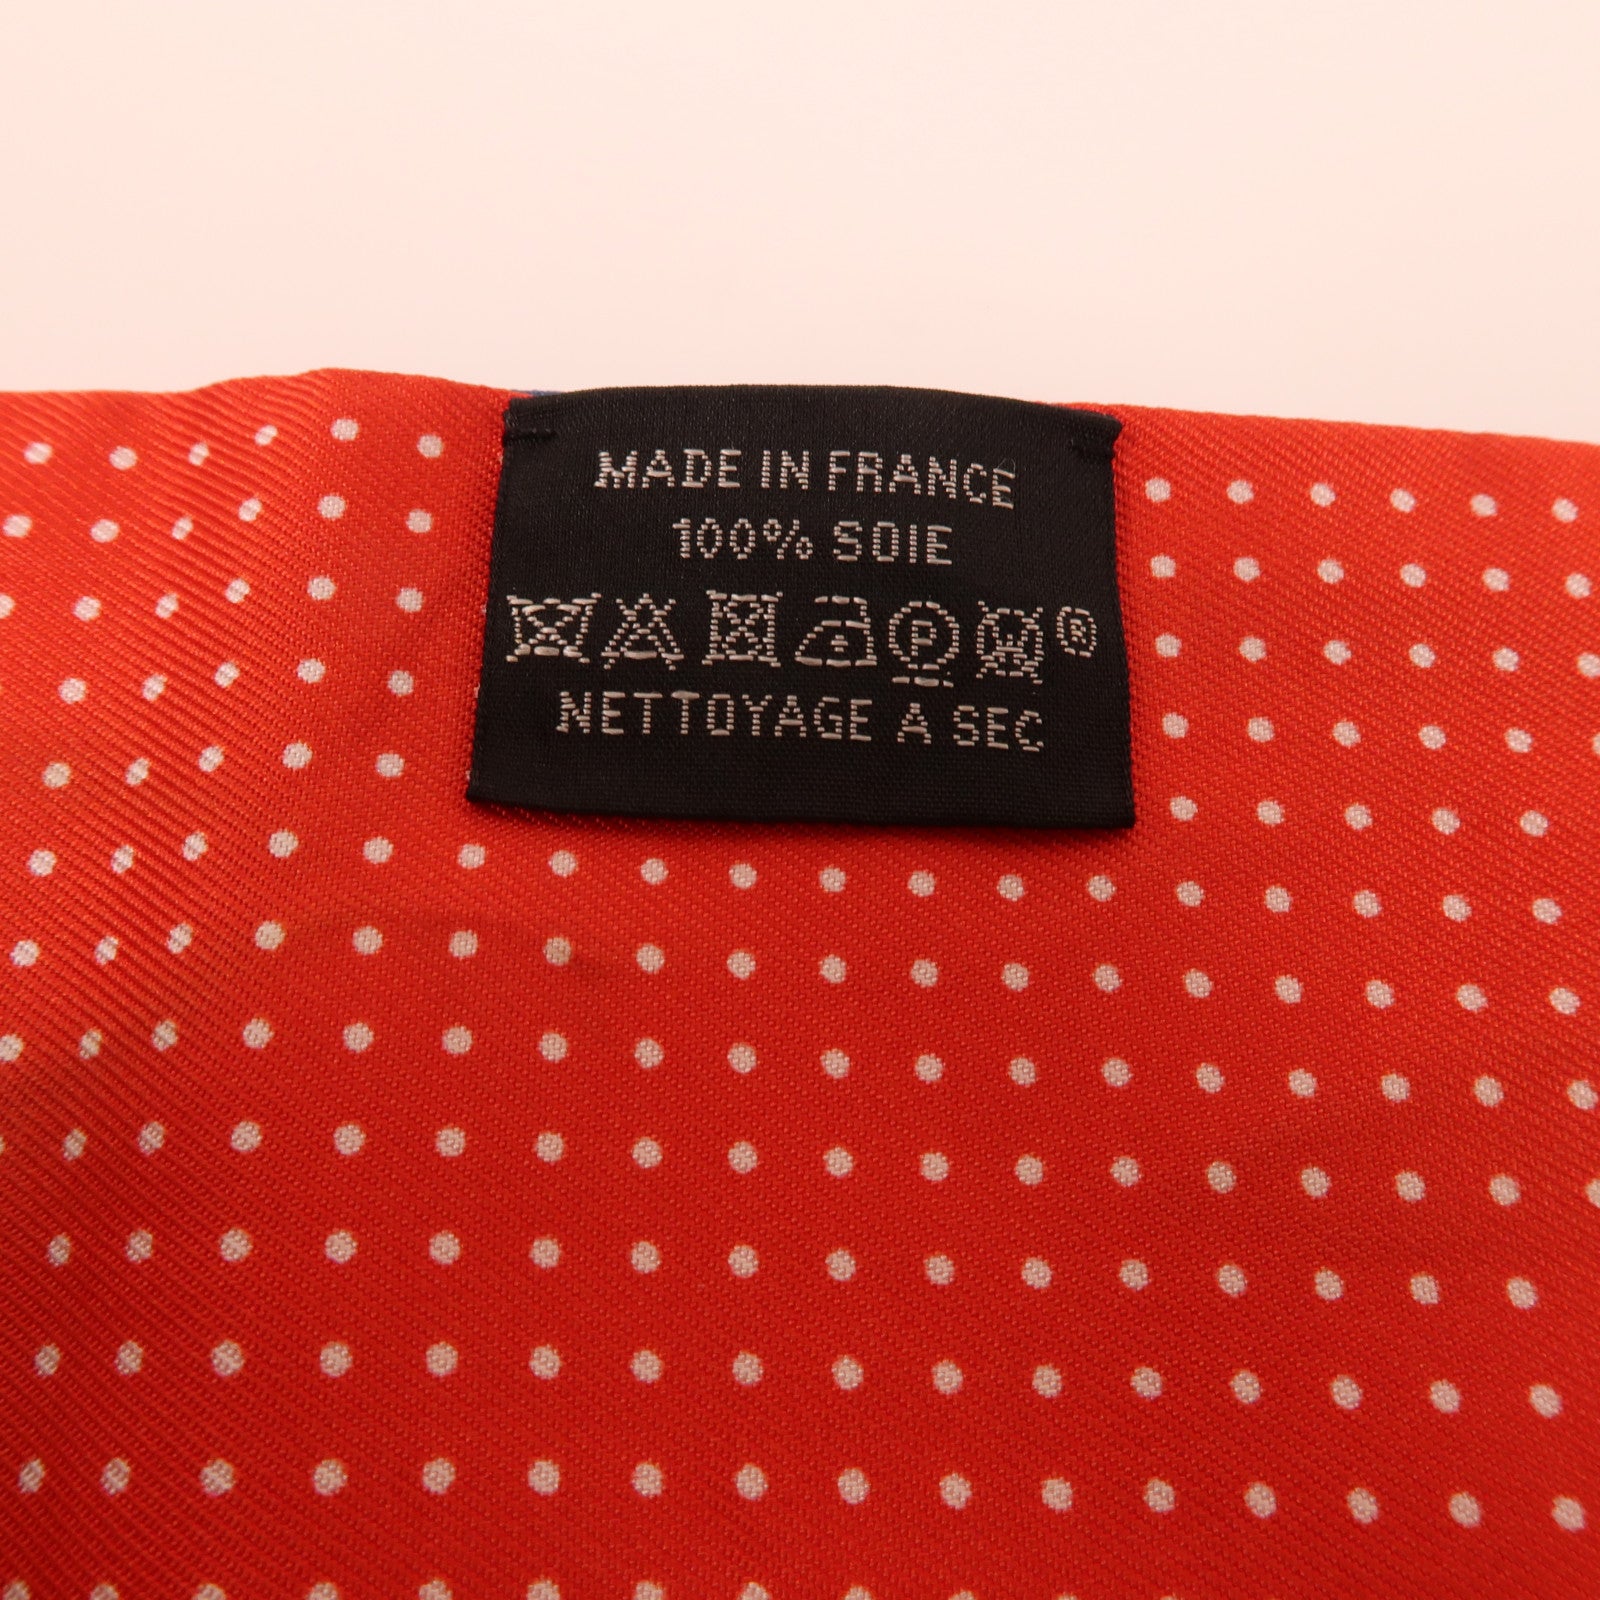 MADE IN FRANCE
100% SOIE
P W ®
NETTOYAGE A SEC